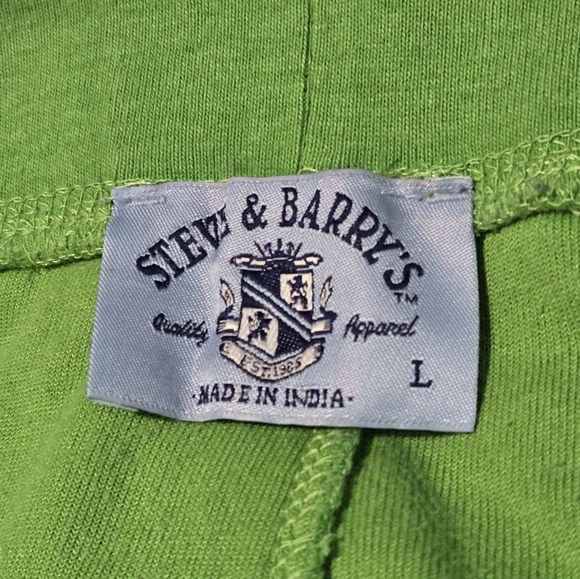 STEVE & BARRY'S
TM
Quality Apparel
EST. 1985
L
·MADE IN INDIA·